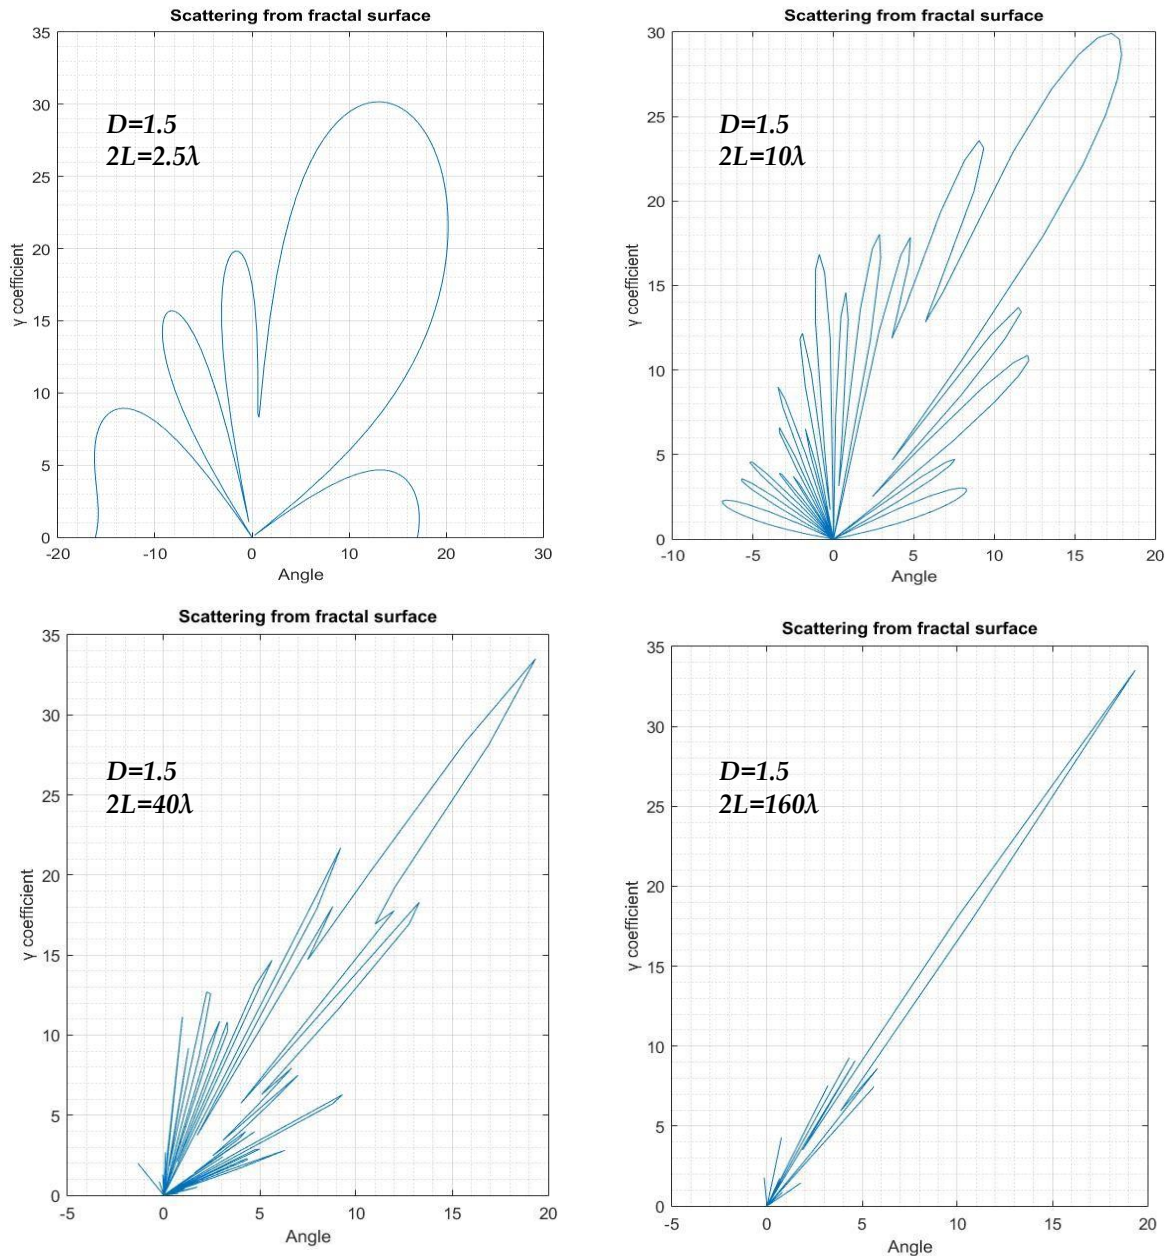 Scattering from fractal surface
35
30
25
20
15
10
5
0
γ coefficient
D=1.5
2L=2.5λ
-20 -10 0 10 20 30
Angle
Scattering from fractal surface
30
25
20
15
10
5
0
γ coefficient
D=1.5
2L=10λ
-10 -5 0 5 10 15 20
Angle
Scattering from fractal surface
35
30
25
20
15
10
5
0
γ coefficient
D=1.5
2L=40λ
-5 0 5 10 15 20
Angle
Scattering from fractal surface
35
30
25
20
15
10
5
0
γ coefficient
D=1.5
2L=160λ
-5 0 5 10 15 20
Angle